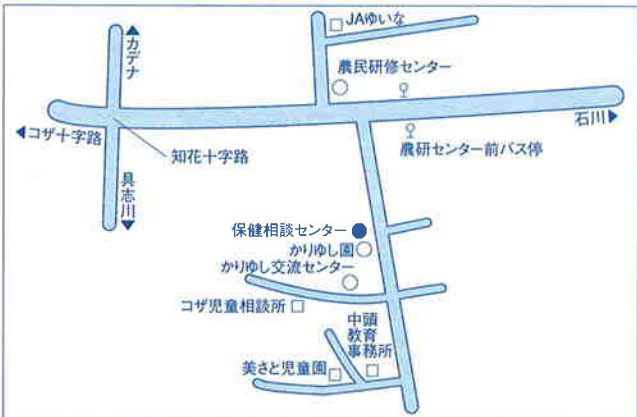 JAゆいな
カデナ
農民研修センター
石川
コザ十字路
知花十字路
農研センター前バス停
具志川
保健相談センター
かりゆし園
かりゆし交流センター
コザ児童相談所
中頭
教育
事務所
美さと児童園